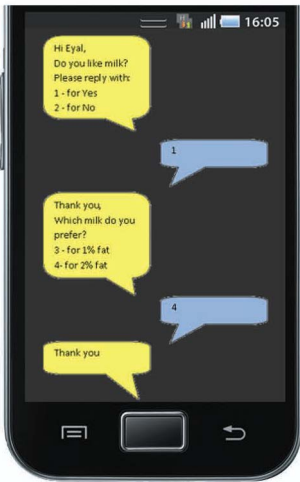 16:05
Hi Eyal,
Do you like milk?
Please reply with:
1 - for Yes
2 - for No
1
Thank you,
Which milk do you
prefer?
3 - for 1% fat
4- for 2% fat
4
Thank you